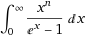 ∫₀^∞ xⁿ/(eˣ − 1) dx